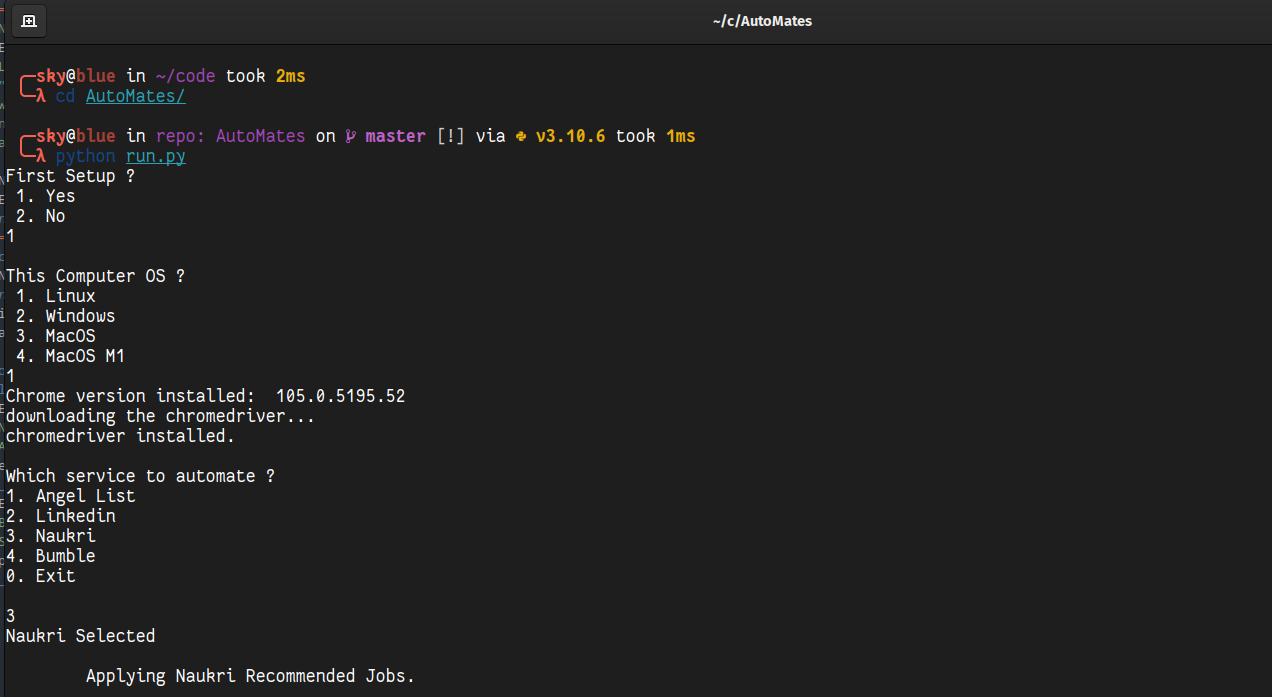 ~/c/AutoMates
sky@blue in ~/code took 2ms
λ cd AutoMates/
sky@blue in repo: AutoMates on master [!] via v3.10.6 took 1ms
λ python run.py
First Setup ?
1. Yes
2. No
1
This Computer OS ?
1. Linux
2. Windows
3. MacOS
4. MacOS M1
1
Chrome version installed:  105.0.5195.52
downloading the chromedriver...
chromedriver installed.
Which service to automate ?
1. Angel List
2. Linkedin
3. Naukri
4. Bumble
0. Exit
3
Naukri Selected
Applying Naukri Recommended Jobs.